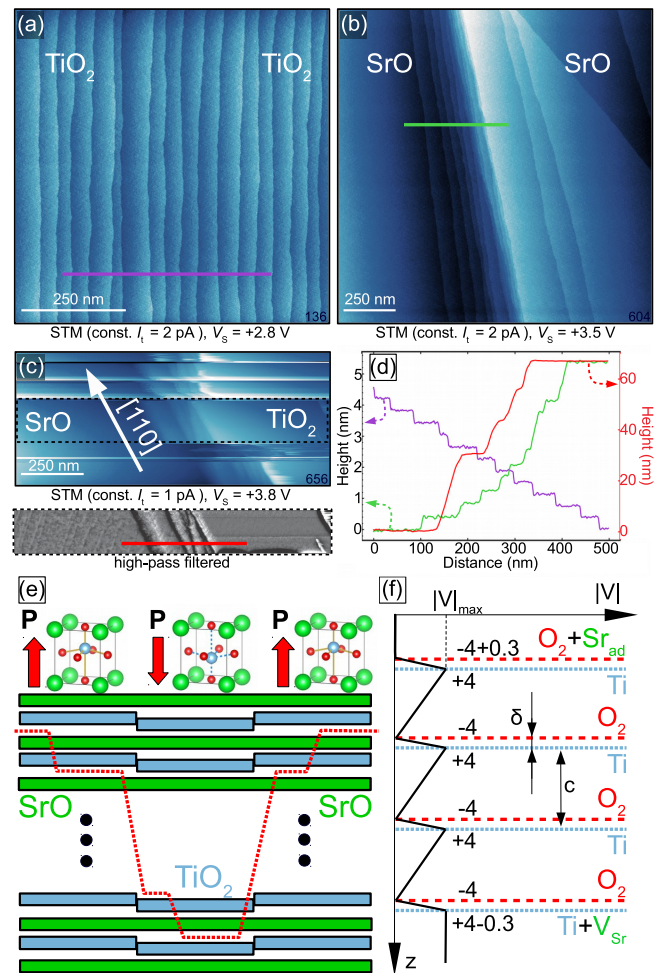 (a)
TiO2
TiO2
250 nm
136
STM (const. It = 2 pA ), VS = +2.8 V
(b)
SrO
SrO
250 nm
604
STM (const. It = 2 pA ), VS = +3.5 V
(c)
SrO
[110]
TiO2
250 nm
656
STM (const. It = 1 pA ), VS = +3.8 V
high-pass filtered
(d)
Height (nm)
5
4
3
2
1
0
0 100 200 300 400 500
Distance (nm)
60
40
20
0
Height (nm)
(e)
P
P
P
SrO
SrO
TiO2
(f)
|V|max
|V|
-4+0.3
O2+Srad
+4
Ti
-4
δ
O2
+4
Ti
c
-4
O2
+4
Ti
-4
O2
+4-0.3
Ti+VSr
z